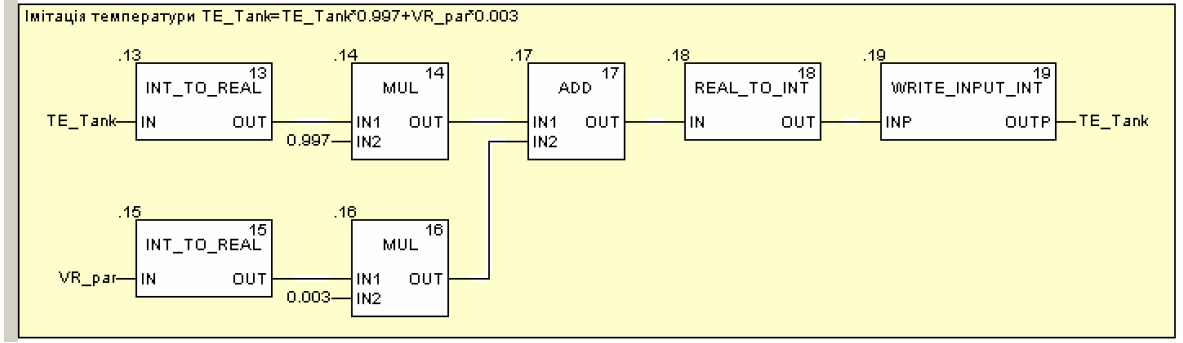 Імітація температури TE_Tank=TE_Tank*0.997+VR_par*0.003
.13 .14 .17 .18 .19
13 14 17 18 19
INT_TO_REAL MUL ADD REAL_TO_INT WRITE_INPUT_INT
TE_Tank IN OUT IN1 OUT IN1 OUT IN OUT INP OUTP TE_Tank
0.997 IN2 IN2
.15 .16
15 16
INT_TO_REAL MUL
VR_par IN OUT IN1 OUT
0.003 IN2